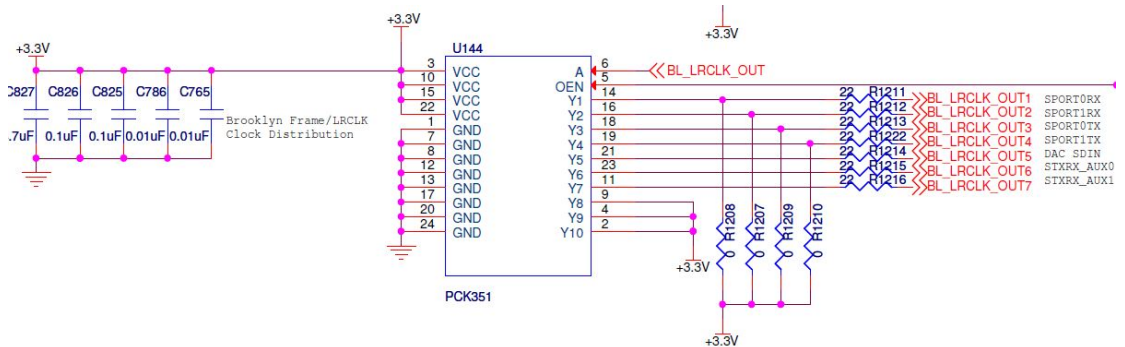 +3.3V
+3.3V
+3.3V
U144
C826 C825 C786 C765
0.1uF 0.1uF 0.01uF 0.01uF
Brooklyn Frame/LRCLK
Clock Distribution
3 VCC A 6 BL_LRCLK_OUT
10 VCC OEN 5
15 VCC Y1 14 22 R1211 BL_LRCLK_OUT1 SPORT0RX
22 VCC Y2 16 22 R1212 BL_LRCLK_OUT2 SPORT1RX
1 GND Y3 18 22 R1213 BL_LRCLK_OUT3 SPORT0TX
7 GND Y4 19 22 R1222 BL_LRCLK_OUT4 SPORT1TX
8 GND Y5 21 22 R1214 BL_LRCLK_OUT5 DAC SDIN
12 GND Y6 23 22 R1215 BL_LRCLK_OUT6 STXRX_AUX0
13 GND Y7 11 22 R1216 BL_LRCLK_OUT7 STXRX_AUX1
17 GND Y8 9
20 GND Y9 4
24 GND Y10 2
0 R1208
0 R1207
0 R1209
0 R1210
+3.3V
PCK351
+3.3V